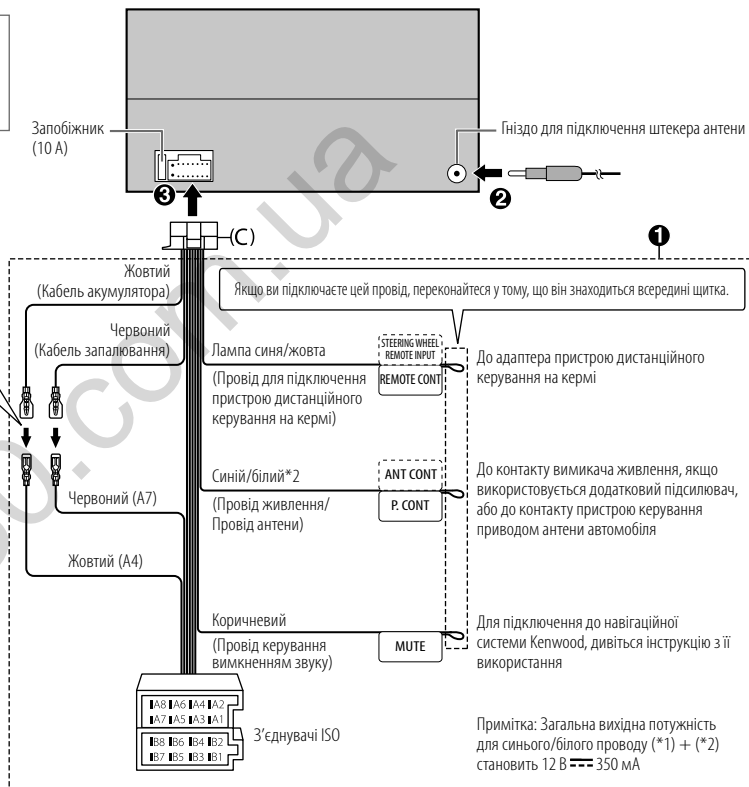 Запобіжник
(10 A)
Гніздо для підключення штекера антени
❸
❷
(C)
❶
Жовтий
(Кабель акумулятора)
Якщо ви підключаєте цей провід, переконайтеся у тому, що він знаходиться всередині щитка.
Червоний
(Кабель запалювання)
Лампа синя/жовта
(Провід для підключення
пристрою дистанційного
керування на кермі)
STEERING WHEEL
REMOTE INPUT
REMOTE CONT
До адаптера пристрою дистанційного
керування на кермі
Синій/білий*2
(Провід живлення/
Провід антени)
ANT CONT
P. CONT
До контакту вимикача живлення, якщо
використовується додатковий підсилювач,
або до контакту пристрою керування
приводом антени автомобіля
Червоний (A7)
Жовтий (A4)
Коричневий
(Провід керування
вимкненням звуку)
MUTE
Для підключення до навігаційної
системи Kenwood, дивіться інструкцію з її
використання
A8 A6 A4 A2
A7 A5 A3 A1
B8 B6 B4 B2
B7 B5 B3 B1
З’єднувачі ISO
Примітка: Загальна вихідна потужність
для синього/білого проводу (*1) + (*2)
становить 12 В ⎓ 350 мА
.com.ua